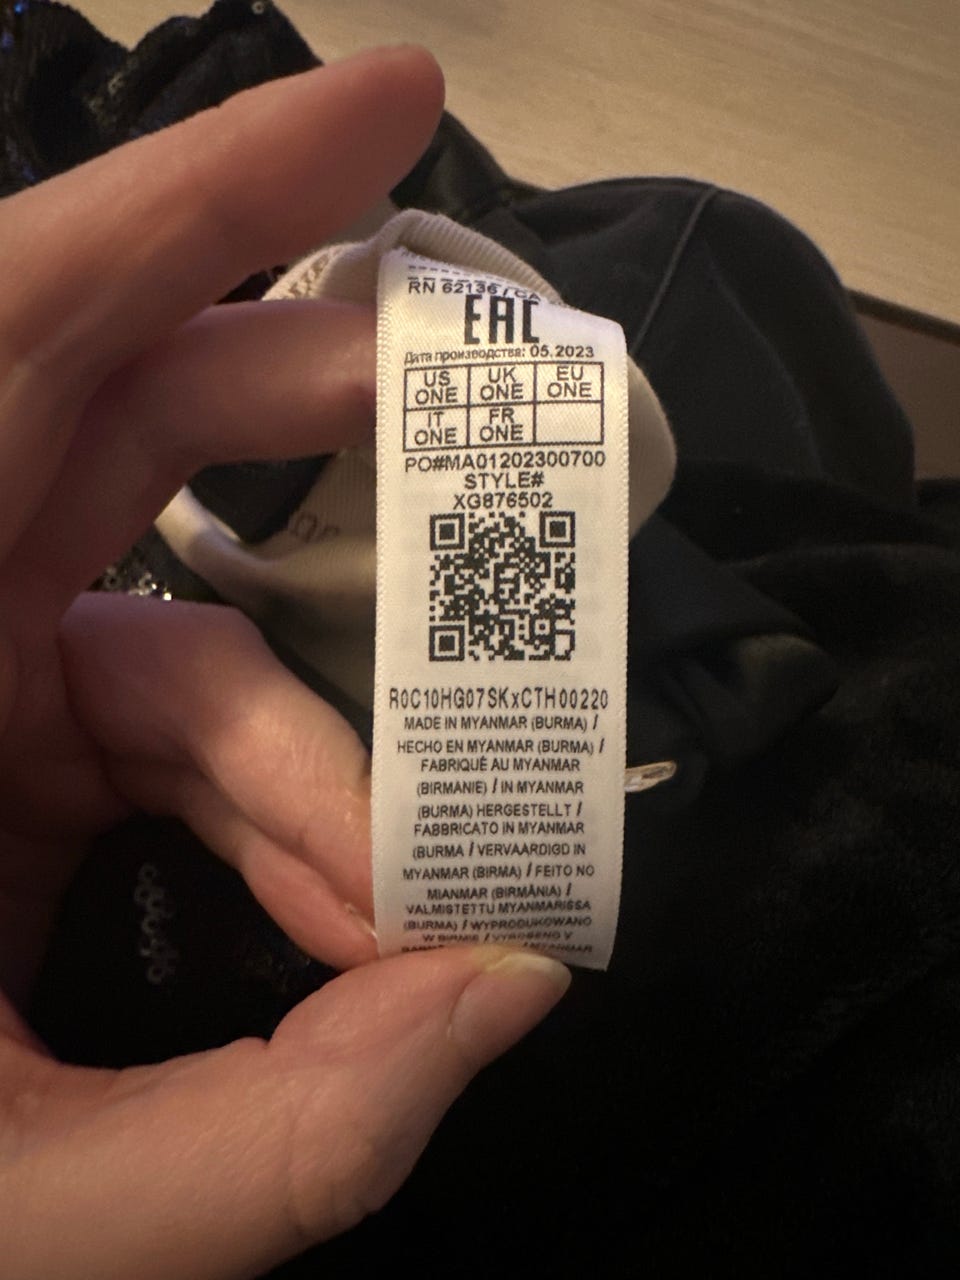 RN 62136 / CA
EAC
Дата производства: 05.2023
US ONE UK ONE EU ONE
IT ONE FR ONE
PO#MA01202300700
STYLE#
XG876502
R0C10HG07SKxCTH00220
MADE IN MYANMAR (BURMA) /
HECHO EN MYANMAR (BURMA) /
FABRIQUÉ AU MYANMAR
(BIRMANIE) / IN MYANMAR
(BURMA) HERGESTELLT /
FABBRICATO IN MYANMAR
(BURMA / VERVAARDIGD IN
MYANMAR (BIRMA) / FEITO NO
MIANMAR (BIRMÂNIA) /
VALMISTETTU MYANMARISSA
(BURMA) / WYPRODUKOWANO
W BIRMIE / VYROBENO V
/ MYANMAR